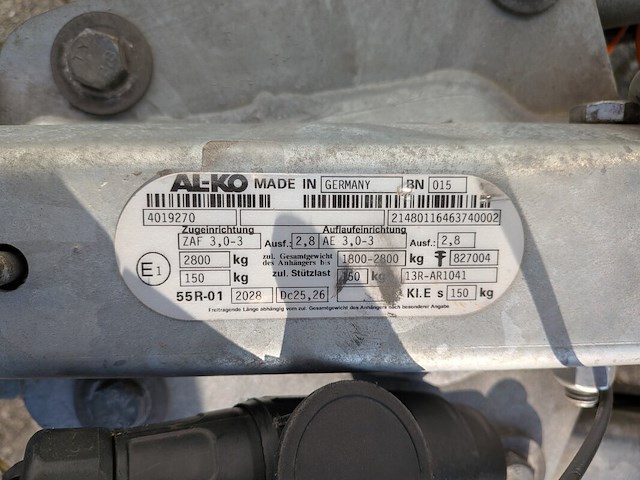 AL-KO MADE IN GERMANY BN 015
4019270 21480116463740002
Zugeinrichtung Auflaufeinrichtung
ZAF 3,0-3 Ausf.: 2,8 AE 3,0-3 Ausf.: 2,8
2800 kg zul. Gesamtgewicht des Anhängers bis 1800-2800 kg 827004
E1 150 kg zul. Stützlast 150 kg 13R-AR1041
55R-01 2028 Dc25,26 Kl.E s 150 kg
Freitragende Länge abhängig vom zul. Gesamtgewicht des Anhängers nach besonderer Angabe